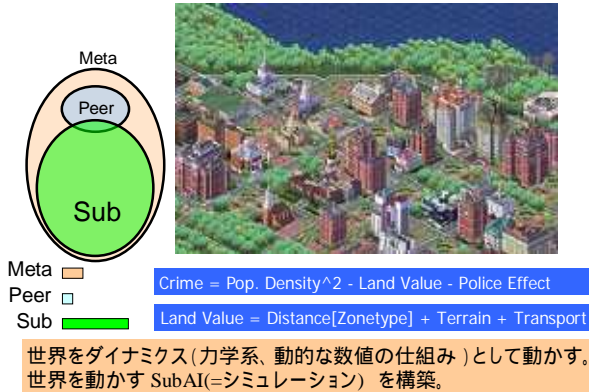 Meta
Peer
Sub
Meta
Peer
Sub
Crime = Pop. Density^2 - Land Value - Police Effect
Land Value = Distance[Zonetype] + Terrain + Transport
世界をダイナミクス(力学系、動的な数値の仕組み )として動かす。
世界を動かす SubAI(=シミュレーション) を構築。